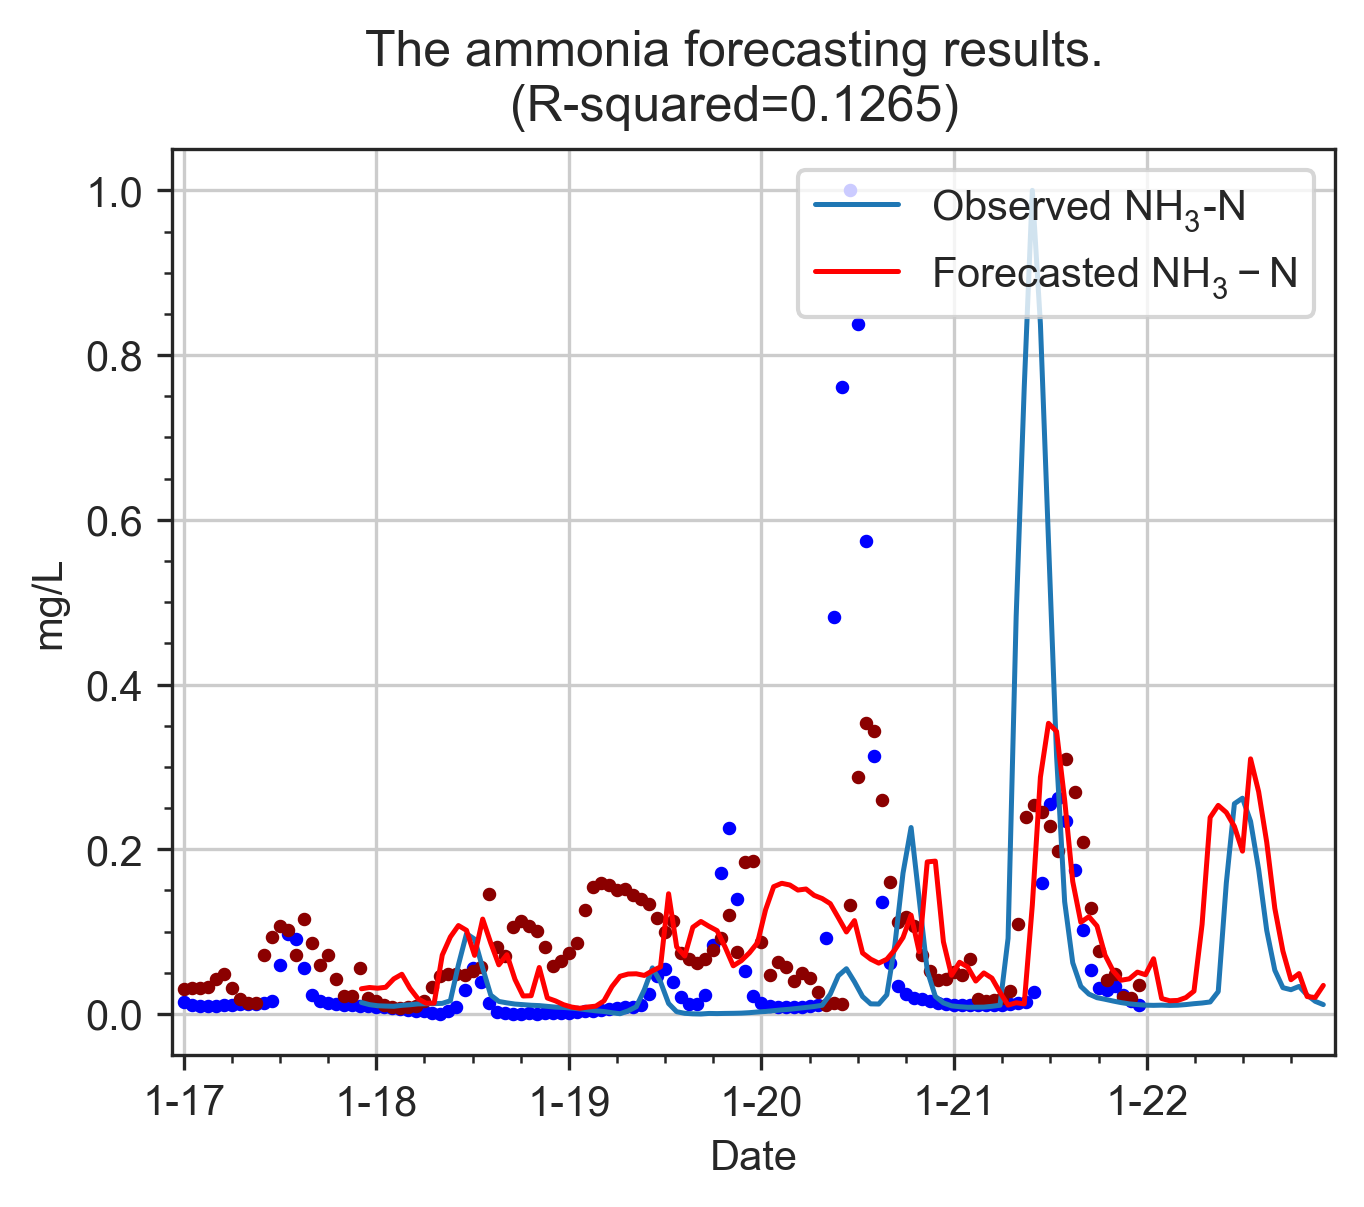 The ammonia forecasting results.
(R-squared=0.1265)
1.0
0.8
0.6
0.4
0.2
0.0
mg/L
Observed NH₃-N
Forecasted NH₃ − N
1-17 1-18 1-19 1-20 1-21 1-22
Date